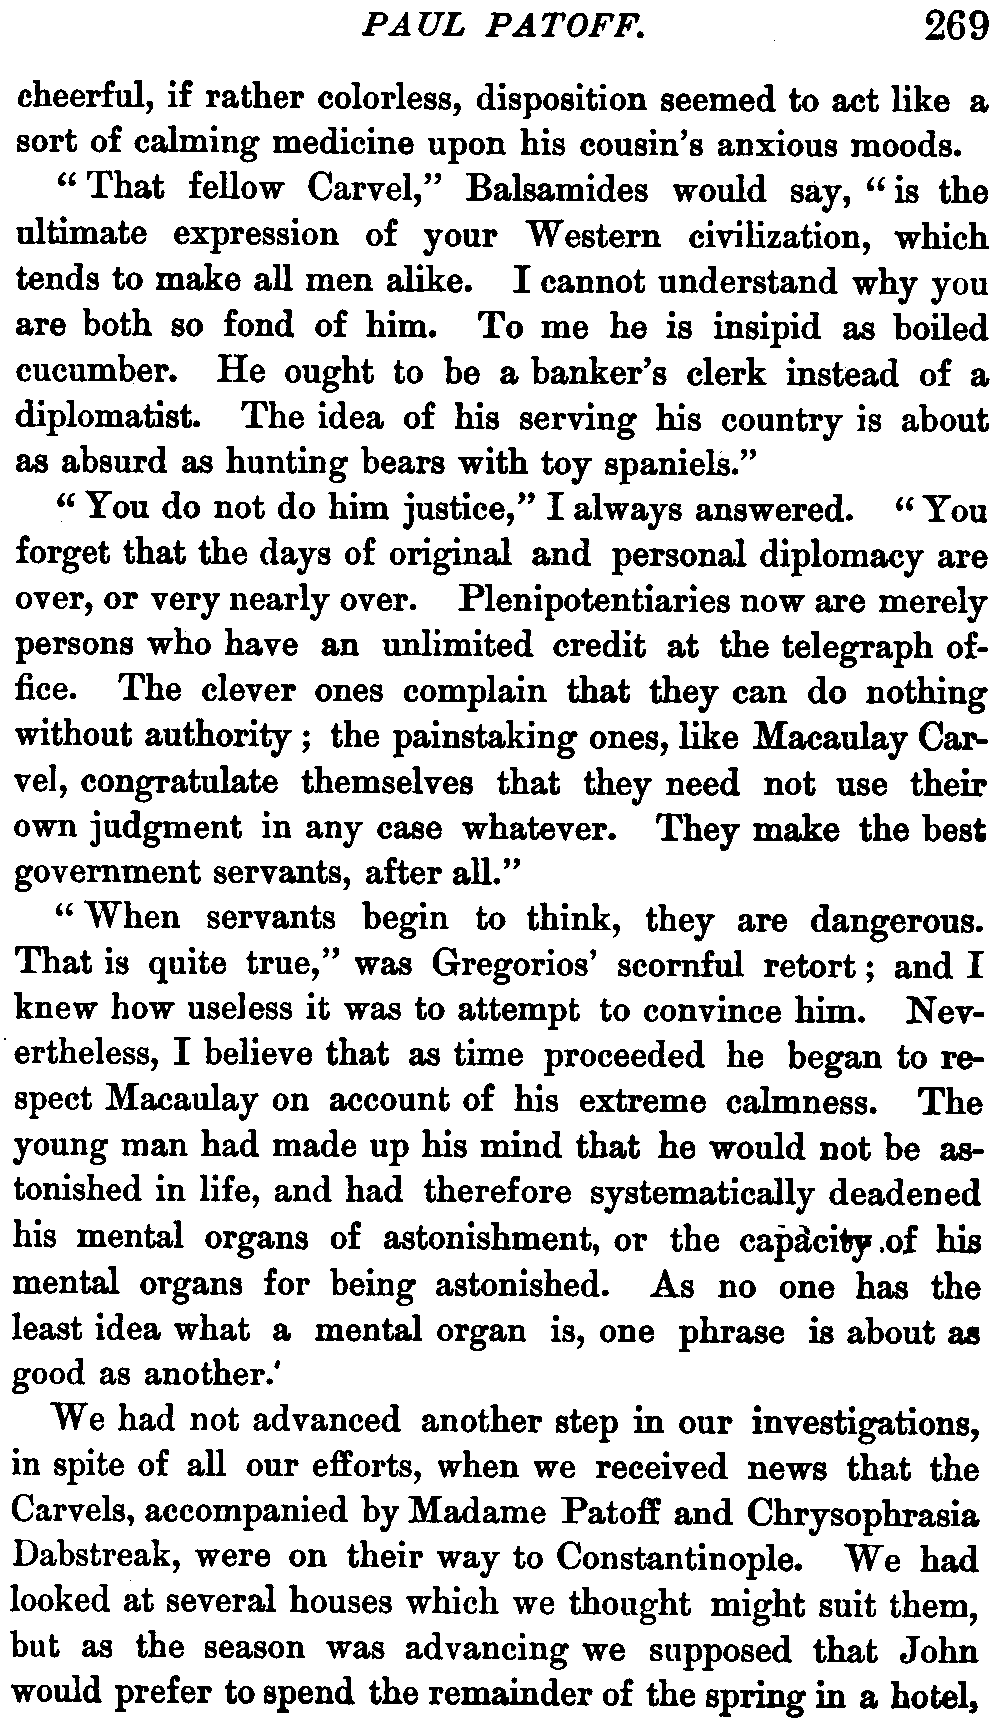 PAUL PATOFF. 269
cheerful, if rather colorless, disposition seemed to act like a
sort of calming medicine upon his cousin's anxious moods.
"That fellow Carvel," Balsamides would say, "is the
ultimate expression of your Western civilization, which
tends to make all men alike. I cannot understand why you
are both so fond of him. To me he is insipid as boiled
cucumber. He ought to be a banker's clerk instead of a
diplomatist. The idea of his serving his country is about
as absurd as hunting bears with toy spaniels."
"You do not do him justice," I always answered. "You
forget that the days of original and personal diplomacy are
over, or very nearly over. Plenipotentiaries now are merely
persons who have an unlimited credit at the telegraph of-
fice. The clever ones complain that they can do nothing
without authority; the painstaking ones, like Macaulay Car-
vel, congratulate themselves that they need not use their
own judgment in any case whatever. They make the best
government servants, after all."
"When servants begin to think, they are dangerous.
That is quite true," was Gregorios' scornful retort; and I
knew how useless it was to attempt to convince him. Nev-
ertheless, I believe that as time proceeded he began to re-
spect Macaulay on account of his extreme calmness. The
young man had made up his mind that he would not be as-
tonished in life, and had therefore systematically deadened
his mental organs of astonishment, or the capacity of his
mental organs for being astonished. As no one has the
least idea what a mental organ is, one phrase is about as
good as another.'
We had not advanced another step in our investigations,
in spite of all our efforts, when we received news that the
Carvels, accompanied by Madame Patoff and Chrysophrasia
Dabstreak, were on their way to Constantinople. We had
looked at several houses which we thought might suit them,
but as the season was advancing we supposed that John
would prefer to spend the remainder of the spring in a hotel,